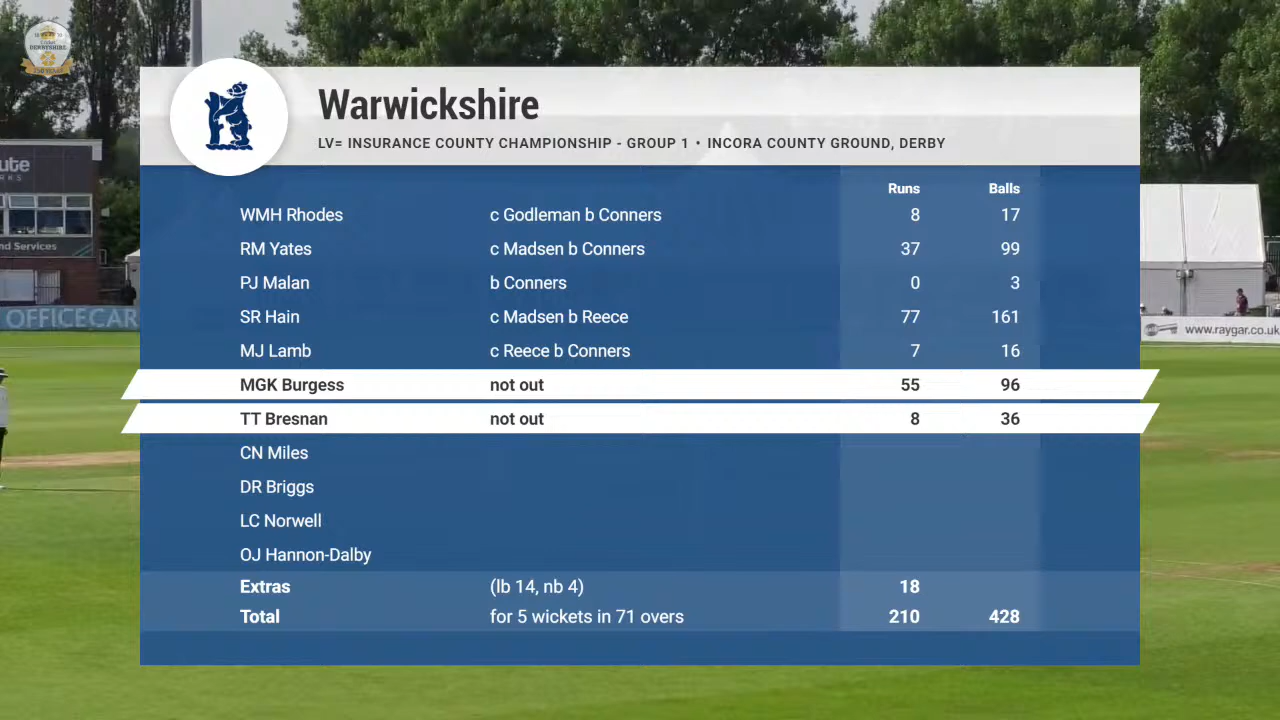 Warwickshire
LV= INSURANCE COUNTY CHAMPIONSHIP - GROUP 1 • INCORA COUNTY GROUND, DERBY
Runs Balls
WMH Rhodes c Godleman b Conners 8 17
RM Yates c Madsen b Conners 37 99
PJ Malan b Conners 0 3
SR Hain c Madsen b Reece 77 161
MJ Lamb c Reece b Conners 7 16
MGK Burgess not out 55 96
TT Bresnan not out 8 36
CN Miles
DR Briggs
LC Norwell
OJ Hannon-Dalby
Extras (lb 14, nb 4) 18
Total for 5 wickets in 71 overs 210 428
DERBYSHIRE
nd Services
OFFICECAR
www.raygar.co.uk